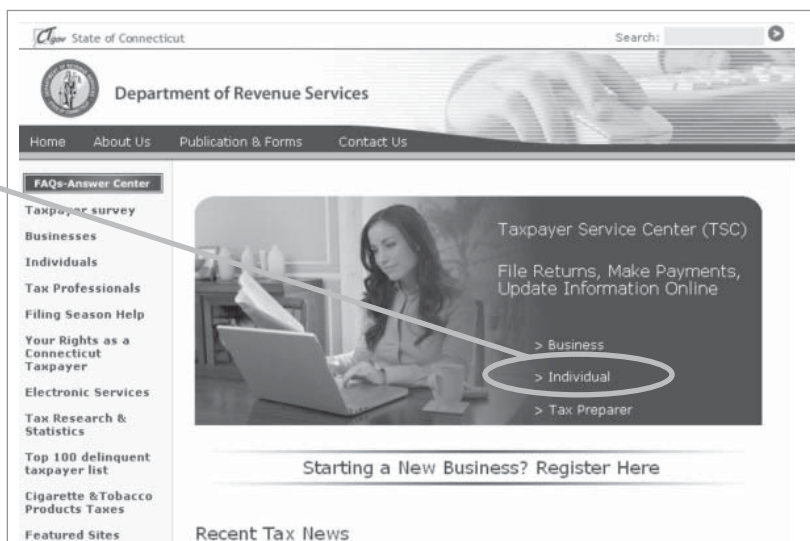 CT.gov State of Connecticut
Search:
Department of Revenue Services
Home About Us Publication & Forms Contact Us
FAQs-Answer Center
Taxpayer survey
Businesses
Individuals
Tax Professionals
Filing Season Help
Your Rights as a
Connecticut
Taxpayer
Electronic Services
Tax Research &
Statistics
Top 100 delinquent
taxpayer list
Cigarette &Tobacco
Products Taxes
Featured Sites
Taxpayer Service Center (TSC)
File Returns, Make Payments,
Update Information Online
> Business
> Individual
> Tax Preparer
Starting a New Business? Register Here
Recent Tax News